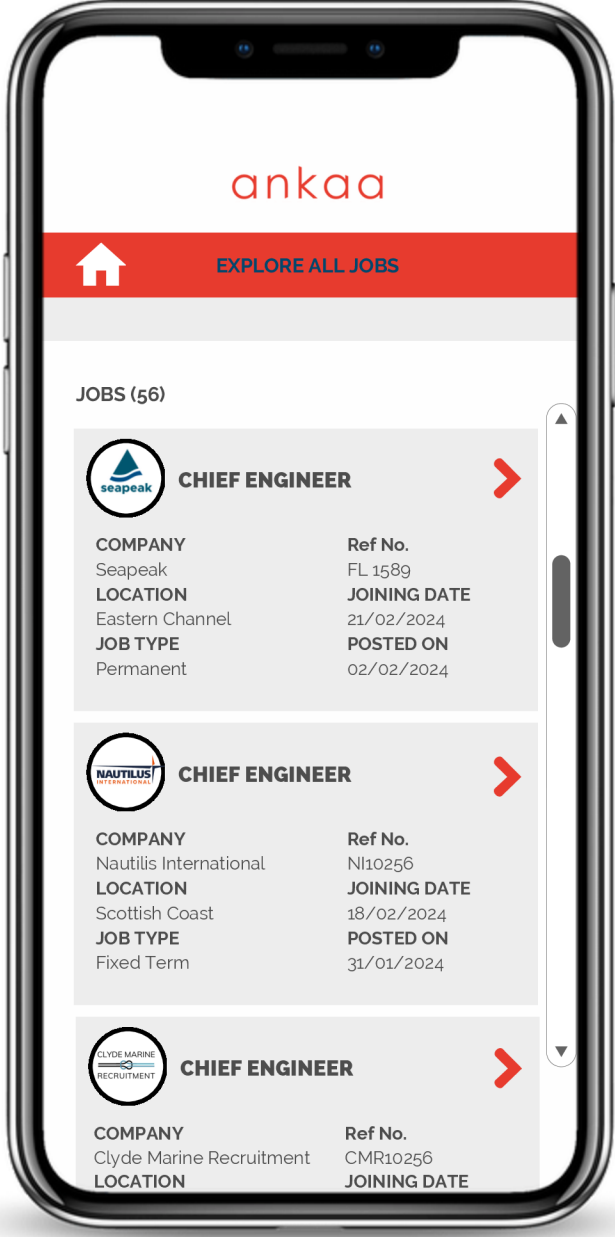 ankaa
EXPLORE ALL JOBS
JOBS (56)
seapeak
CHIEF ENGINEER
COMPANY Ref No.
Seapeak FL 1589
LOCATION JOINING DATE
Eastern Channel 21/02/2024
JOB TYPE POSTED ON
Permanent 02/02/2024
NAUTILUS
INTERNATIONAL
CHIEF ENGINEER
COMPANY Ref No.
Nautilis International NI10256
LOCATION JOINING DATE
Scottish Coast 18/02/2024
JOB TYPE POSTED ON
Fixed Term 31/01/2024
CLYDE MARINE
RECRUITMENT
CHIEF ENGINEER
COMPANY Ref No.
Clyde Marine Recruitment CMR10256
LOCATION JOINING DATE